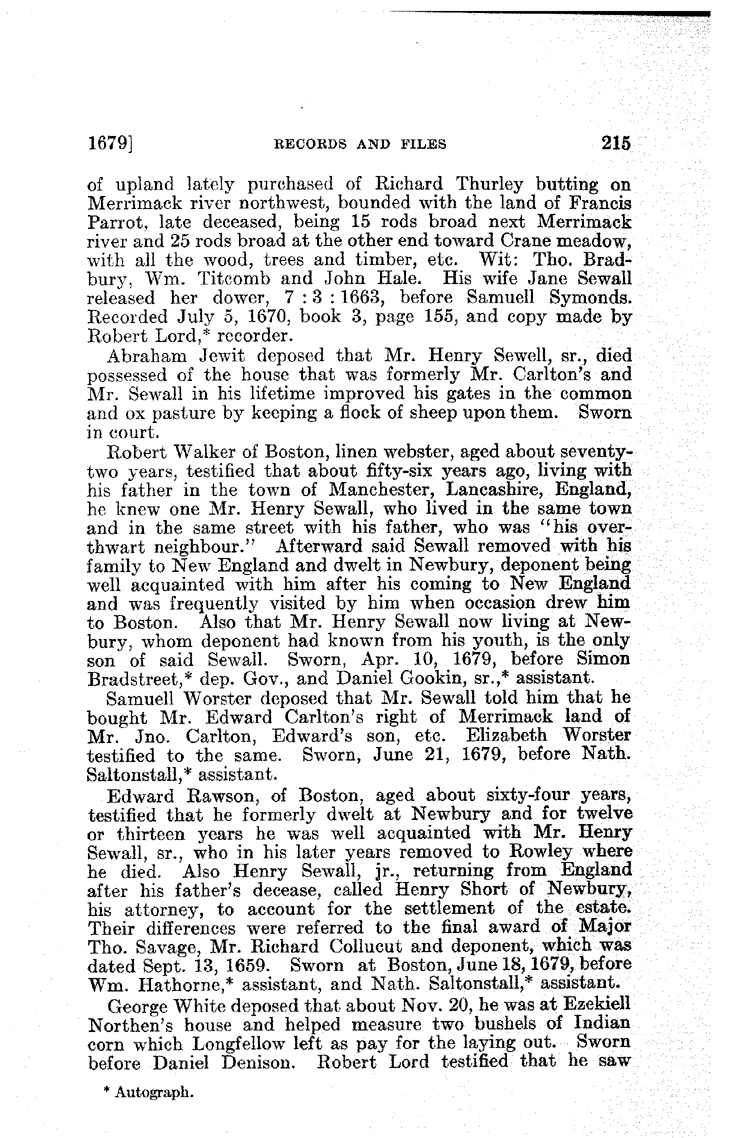 1679] RECORDS AND FILES 215
of upland lately purchased of Richard Thurley butting on
Merrimack river northwest, bounded with the land of Francis
Parrot, late deceased, being 15 rods broad next Merrimack
river and 25 rods broad at the other end toward Crane meadow,
with all the wood, trees and timber, etc. Wit: Tho. Brad-
bury, Wm. Titcomb and John Hale. His wife Jane Sewall
released her dower, 7 : 3 : 1663, before Samuell Symonds.
Recorded July 5, 1670, book 3, page 155, and copy made by
Robert Lord,* recorder.
Abraham Jewit deposed that Mr. Henry Sewell, sr., died
possessed of the house that was formerly Mr. Carlton's and
Mr. Sewall in his lifetime improved his gates in the common
and ox pasture by keeping a flock of sheep upon them. Sworn
in court.
Robert Walker of Boston, linen webster, aged about seventy-
two years, testified that about fifty-six years ago, living with
his father in the town of Manchester, Lancashire, England,
he knew one Mr. Henry Sewall, who lived in the same town
and in the same street with his father, who was "his over-
thwart neighbour." Afterward said Sewall removed with his
family to New England and dwelt in Newbury, deponent being
well acquainted with him after his coming to New England
and was frequently visited by him when occasion drew him
to Boston. Also that Mr. Henry Sewall now living at New-
bury, whom deponent had known from his youth, is the only
son of said Sewall. Sworn, Apr. 10, 1679, before Simon
Bradstreet,* dep. Gov., and Daniel Gookin, sr.,* assistant.
Samuell Worster deposed that Mr. Sewall told him that he
bought Mr. Edward Carlton's right of Merrimack land of
Mr. Jno. Carlton, Edward's son, etc. Elizabeth Worster
testified to the same. Sworn, June 21, 1679, before Nath.
Saltonstall,* assistant.
Edward Rawson, of Boston, aged about sixty-four years,
testified that he formerly dwelt at Newbury and for twelve
or thirteen years he was well acquainted with Mr. Henry
Sewall, sr., who in his later years removed to Rowley where
he died. Also Henry Sewall, jr., returning from England
after his father's decease, called Henry Short of Newbury,
his attorney, to account for the settlement of the estate.
Their differences were referred to the final award of Major
Tho. Savage, Mr. Richard Collucut and deponent, which was
dated Sept. 13, 1659. Sworn at Boston, June 18, 1679, before
Wm. Hathorne,* assistant, and Nath. Saltonstall,* assistant.
George White deposed that about Nov. 20, he was at Ezekiell
Northen's house and helped measure two bushels of Indian
corn which Longfellow left as pay for the laying out. Sworn
before Daniel Denison. Robert Lord testified that he saw
* Autograph.